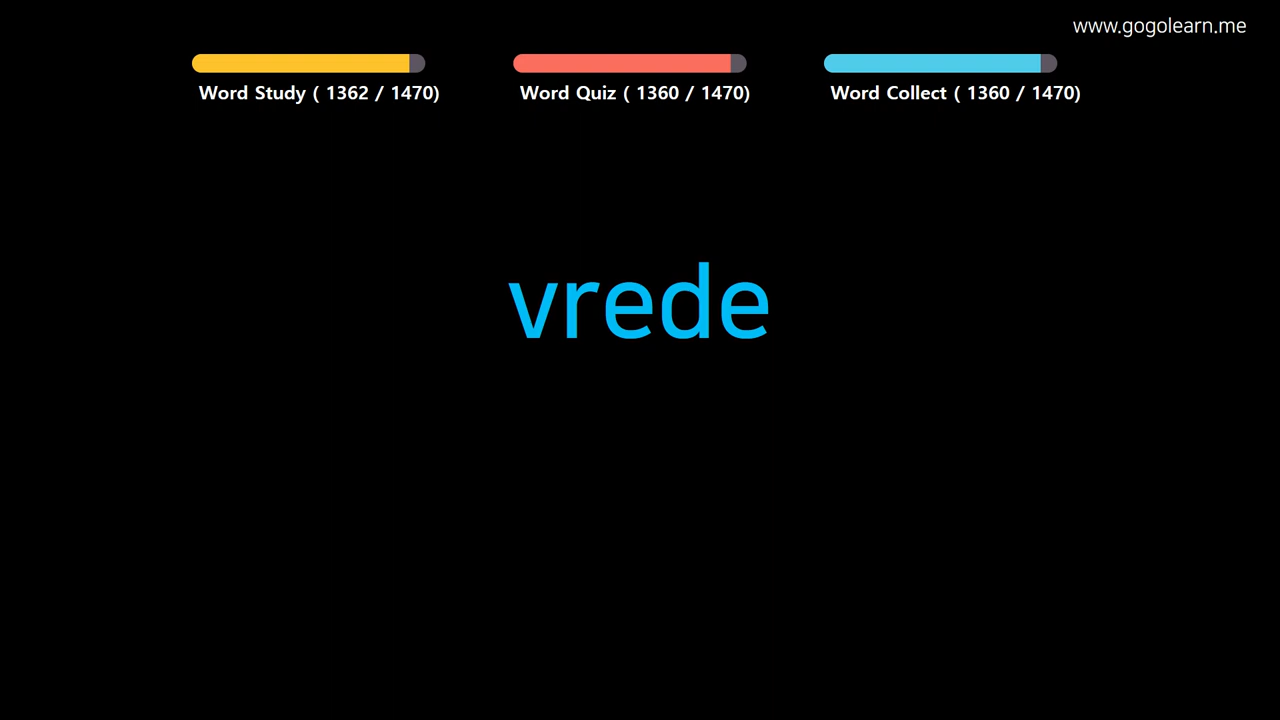 www.gogolearn.me
Word Study ( 1362 / 1470)
Word Quiz ( 1360 / 1470)
Word Collect ( 1360 / 1470)
vrede